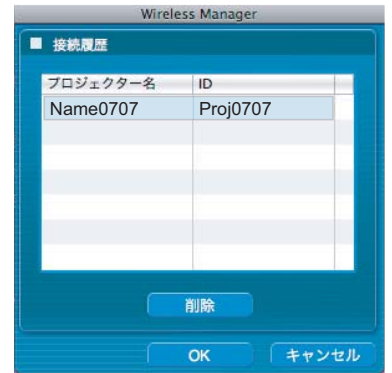 Wireless Manager
接続履歴
プロジェクター名 ID
Name0707 Proj0707
削除
OK キャンセル